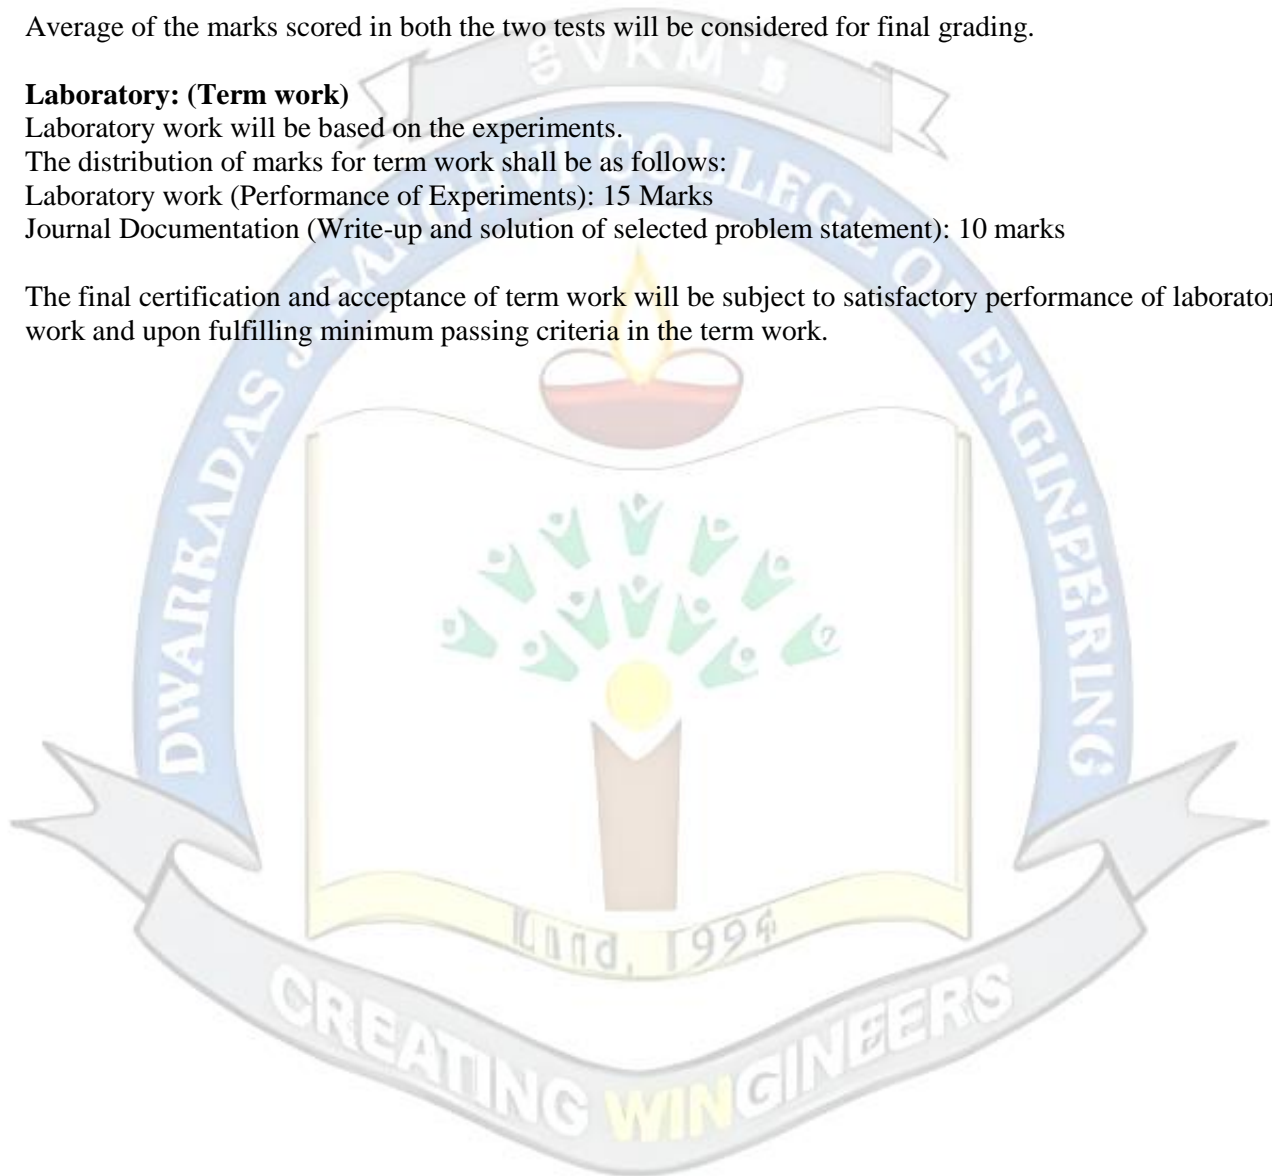 Average of the marks scored in both the two tests will be considered for final grading.
Laboratory: (Term work)
Laboratory work will be based on the experiments.
The distribution of marks for term work shall be as follows:
Laboratory work (Performance of Experiments): 15 Marks
Journal Documentation (Write-up and solution of selected problem statement): 10 marks
The final certification and acceptance of term work will be subject to satisfactory performance of laborator
work and upon fulfilling minimum passing criteria in the term work.
SVKM's
DWARKADAS J. SANGHVI COLLEGE OF ENGINEERING
1994
CREATING WINGINEERS